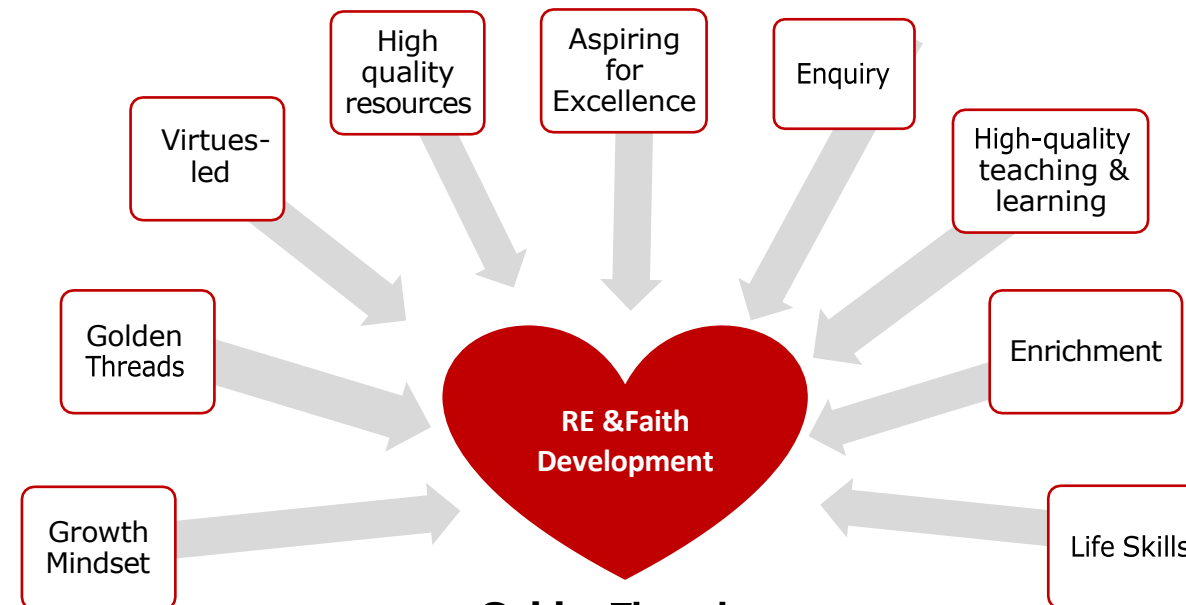 High
quality
resources
Aspiring
for
Excellence
Enquiry
Virtues-
led
High-quality
teaching &
learning
Golden
Threads
Enrichment
RE &Faith
Development
Growth
Mindset
Life Skills